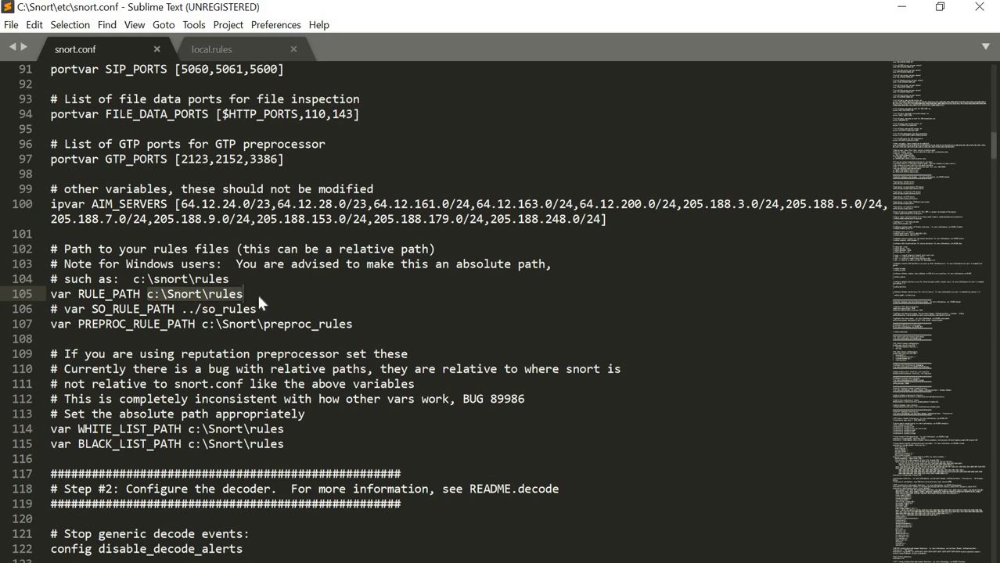 C:\Snort\etc\snort.conf - Sublime Text (UNREGISTERED)
File Edit Selection Find View Goto Tools Project Preferences Help
snort.conf local.rules
91 portvar SIP_PORTS [5060,5061,5600]
92
93 # List of file data ports for file inspection
94 portvar FILE_DATA_PORTS [$HTTP_PORTS,110,143]
95
96 # List of GTP ports for GTP preprocessor
97 portvar GTP_PORTS [2123,2152,3386]
98
99 # other variables, these should not be modified
100 ipvar AIM_SERVERS [64.12.24.0/23,64.12.28.0/23,64.12.161.0/24,64.12.163.0/24,64.12.200.0/24,205.188.3.0/24,205.188.5.0/24,
205.188.7.0/24,205.188.9.0/24,205.188.153.0/24,205.188.179.0/24,205.188.248.0/24]
101
102 # Path to your rules files (this can be a relative path)
103 # Note for Windows users:  You are advised to make this an absolute path,
104 # such as:  c:\snort\rules
105 var RULE_PATH c:\Snort\rules
106 # var SO_RULE_PATH ../so_rules
107 var PREPROC_RULE_PATH c:\Snort\preproc_rules
108
109 # If you are using reputation preprocessor set these
110 # Currently there is a bug with relative paths, they are relative to where snort is
111 # not relative to snort.conf like the above variables
112 # This is completely inconsistent with how other vars work, BUG 89986
113 # Set the absolute path appropriately
114 var WHITE_LIST_PATH c:\Snort\rules
115 var BLACK_LIST_PATH c:\Snort\rules
116
117 ###################################################
118 # Step #2: Configure the decoder.  For more information, see README.decode
119 ###################################################
120
121 # Stop generic decode events:
122 config disable_decode_alerts